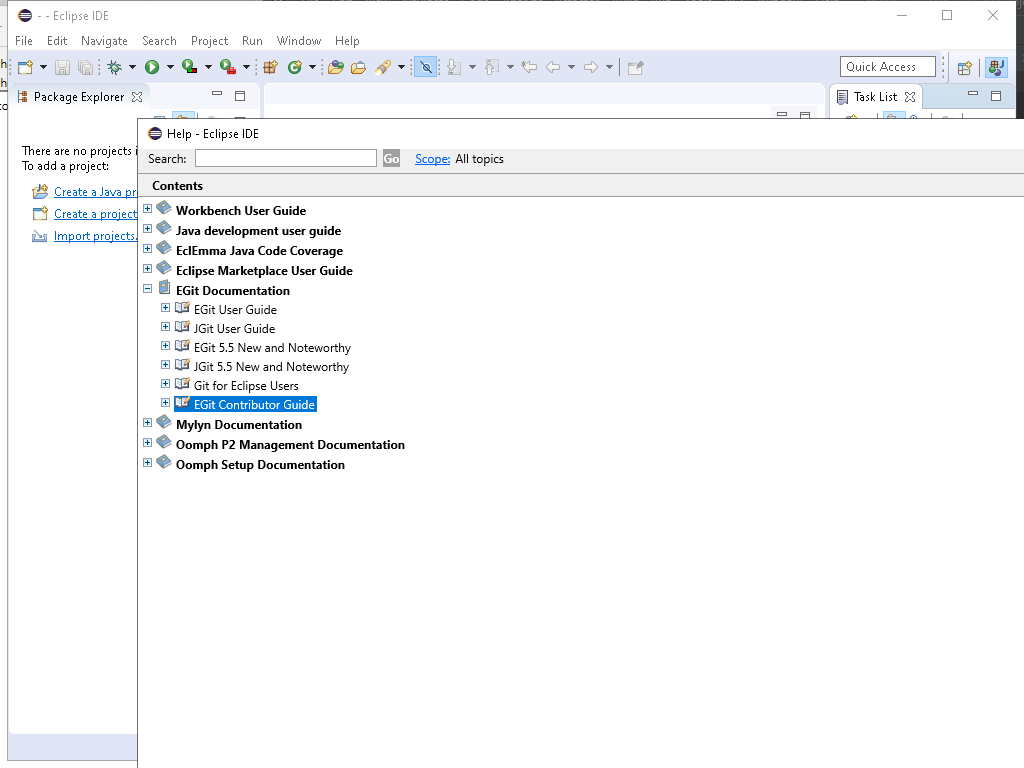 - - Eclipse IDE
File Edit Navigate Search Project Run Window Help
Quick Access
Package Explorer
Task List
There are no projects i
To add a project:
Create a Java pr
Create a project
Import projects.
Help - Eclipse IDE
Search: Go Scope: All topics
Contents
Workbench User Guide
Java development user guide
EclEmma Java Code Coverage
Eclipse Marketplace User Guide
EGit Documentation
EGit User Guide
JGit User Guide
EGit 5.5 New and Noteworthy
JGit 5.5 New and Noteworthy
Git for Eclipse Users
EGit Contributor Guide
Mylyn Documentation
Oomph P2 Management Documentation
Oomph Setup Documentation